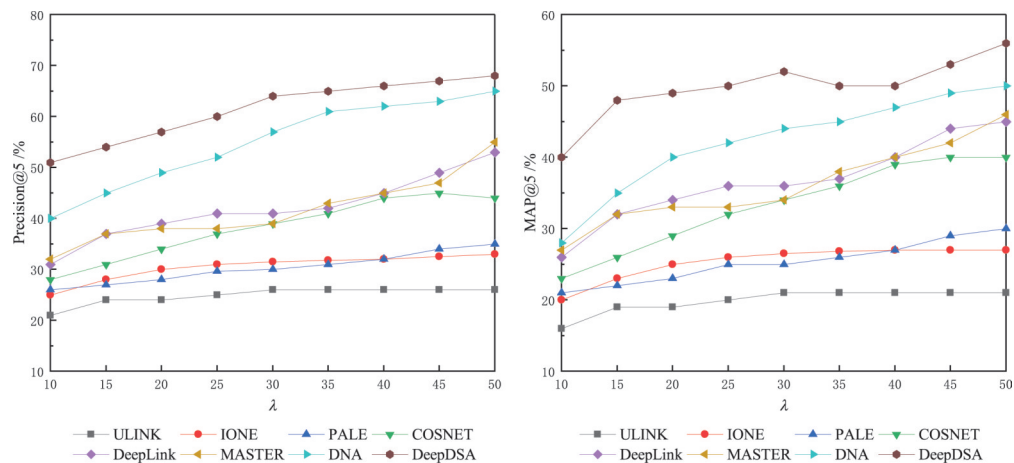 80
70
60
50
40
30
20
10
Precision@5 /%
10 15 20 25 30 35 40 45 50
λ
ULINK IONE PALE COSNET
DeepLink MASTER DNA DeepDSA
60
50
40
30
20
10
MAP@5 /%
10 15 20 25 30 35 40 45 50
λ
ULINK IONE PALE COSNET
DeepLink MASTER DNA DeepDSA